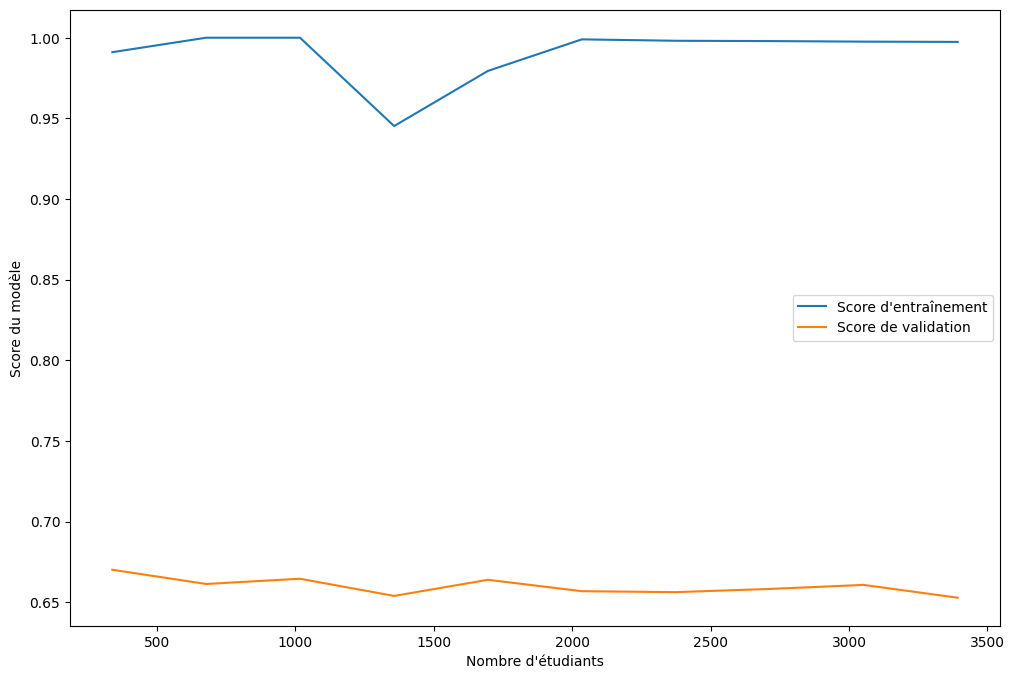 1.00
0.95
0.90
0.85
0.80
0.75
0.70
0.65
Score du modèle
Score d'entraînement
Score de validation
500 1000 1500 2000 2500 3000 3500
Nombre d'étudiants